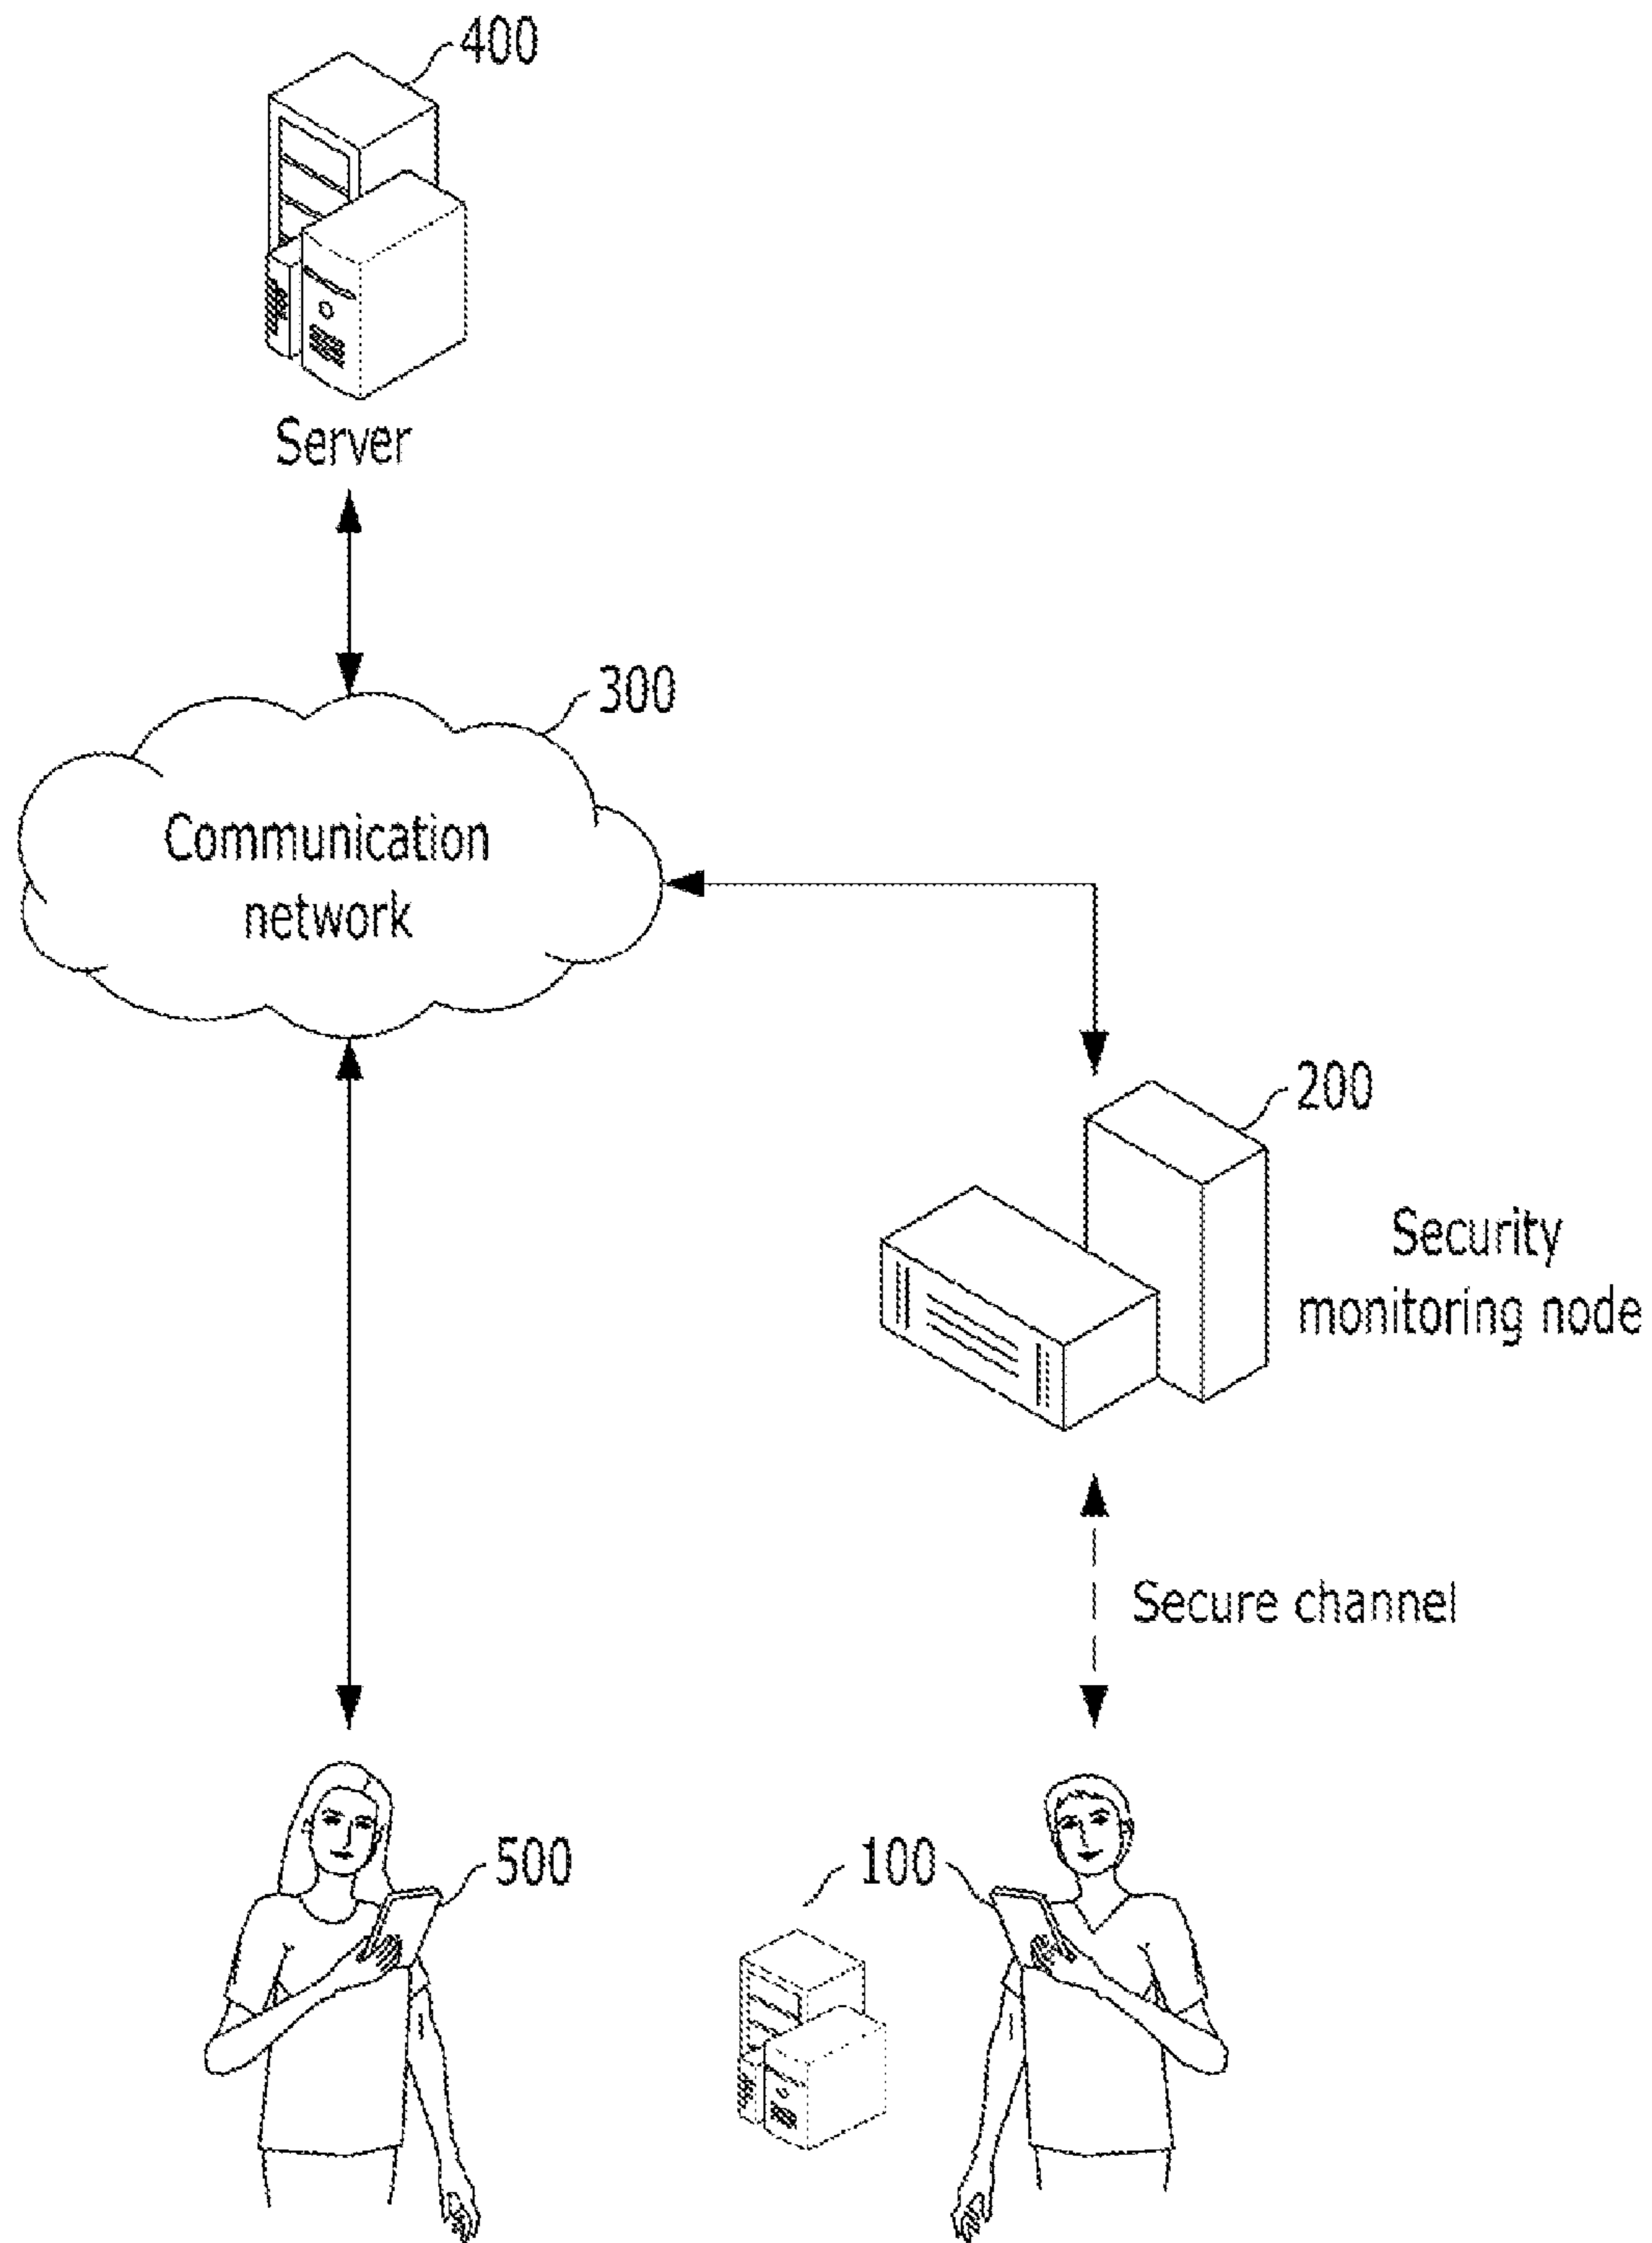 400
Server
300
Communication
network
200
Security
monitoring node
Secure channel
500
100